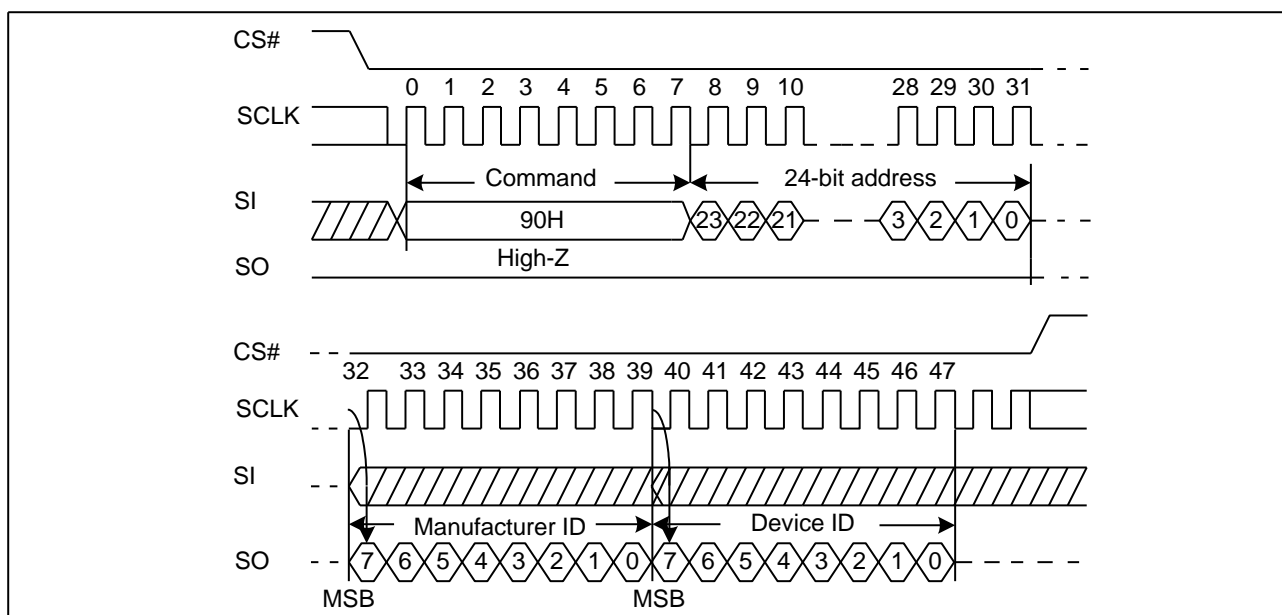 CS#
0 1 2 3 4 5 6 7 8 9 10 28 29 30 31
SCLK
Command 24-bit address
SI
90H 23 22 21 3 2 1 0
High-Z
SO
CS#
32 33 34 35 36 37 38 39 40 41 42 43 44 45 46 47
SCLK
SI
Manufacturer ID Device ID
SO 7 6 5 4 3 2 1 0 7 6 5 4 3 2 1 0
MSB MSB